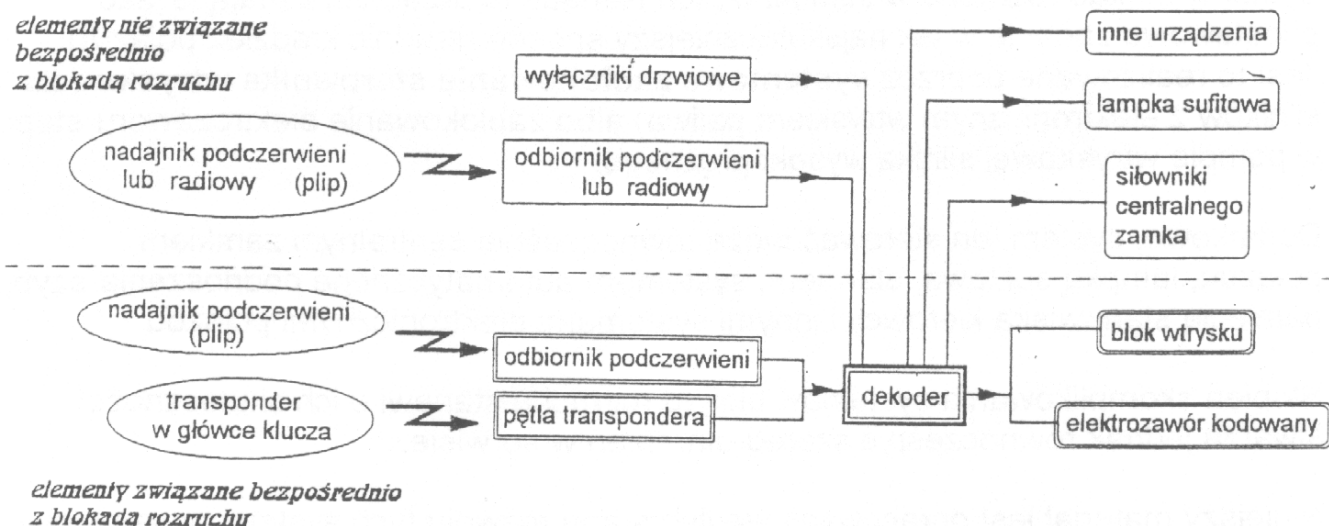 elementy nie związane
bezpośrednio
z blokadą rozruchu
wyłączniki drzwiowe
inne urządzenia
lampka sufitowa
nadajnik podczerwieni
lub radiowy (plip)
odbiornik podczerwieni
lub radiowy
siłowniki
centralnego
zamka
nadajnik podczerwieni
(plip)
odbiornik podczerwieni
transponder
w główce klucza
pętla transpondera
dekoder
blok wtrysku
elektrozawór kodowany
elementy związane bezpośrednio
z blokadą rozruchu